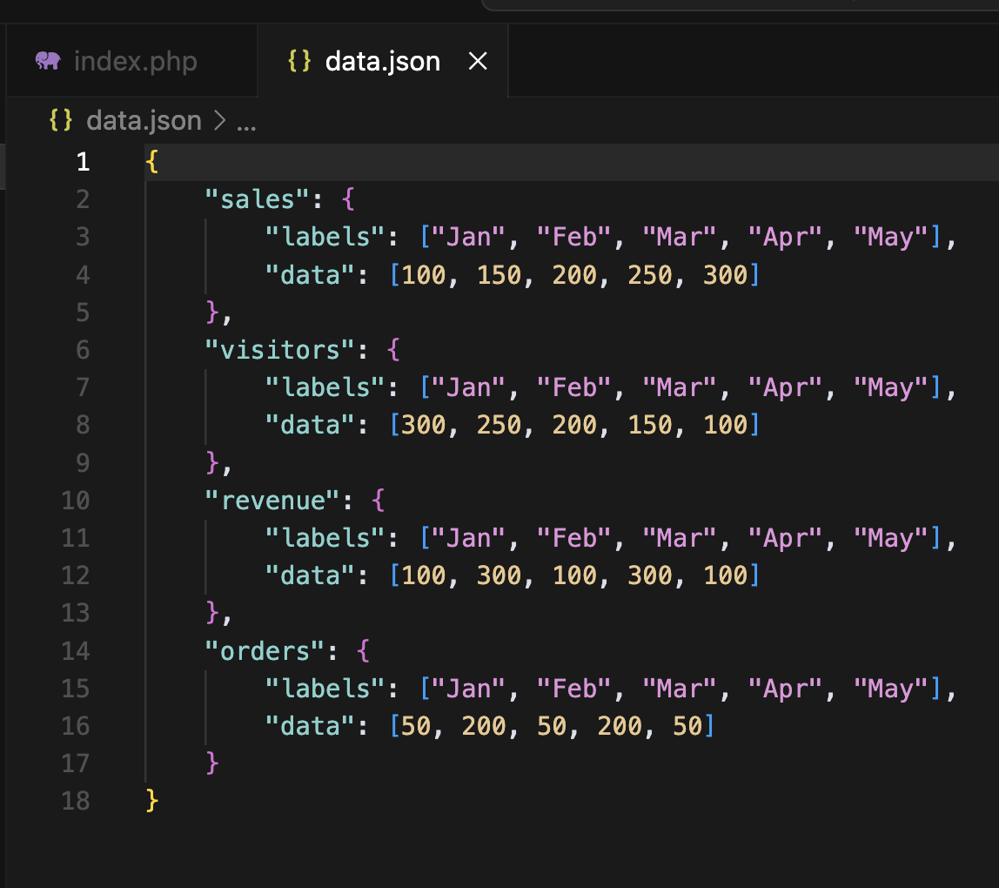 index.php
data.json
data.json > ...
1 {
2 "sales": {
3 "labels": ["Jan", "Feb", "Mar", "Apr", "May"],
4 "data": [100, 150, 200, 250, 300]
5 },
6 "visitors": {
7 "labels": ["Jan", "Feb", "Mar", "Apr", "May"],
8 "data": [300, 250, 200, 150, 100]
9 },
10 "revenue": {
11 "labels": ["Jan", "Feb", "Mar", "Apr", "May"],
12 "data": [100, 300, 100, 300, 100]
13 },
14 "orders": {
15 "labels": ["Jan", "Feb", "Mar", "Apr", "May"],
16 "data": [50, 200, 50, 200, 50]
17 }
18 }